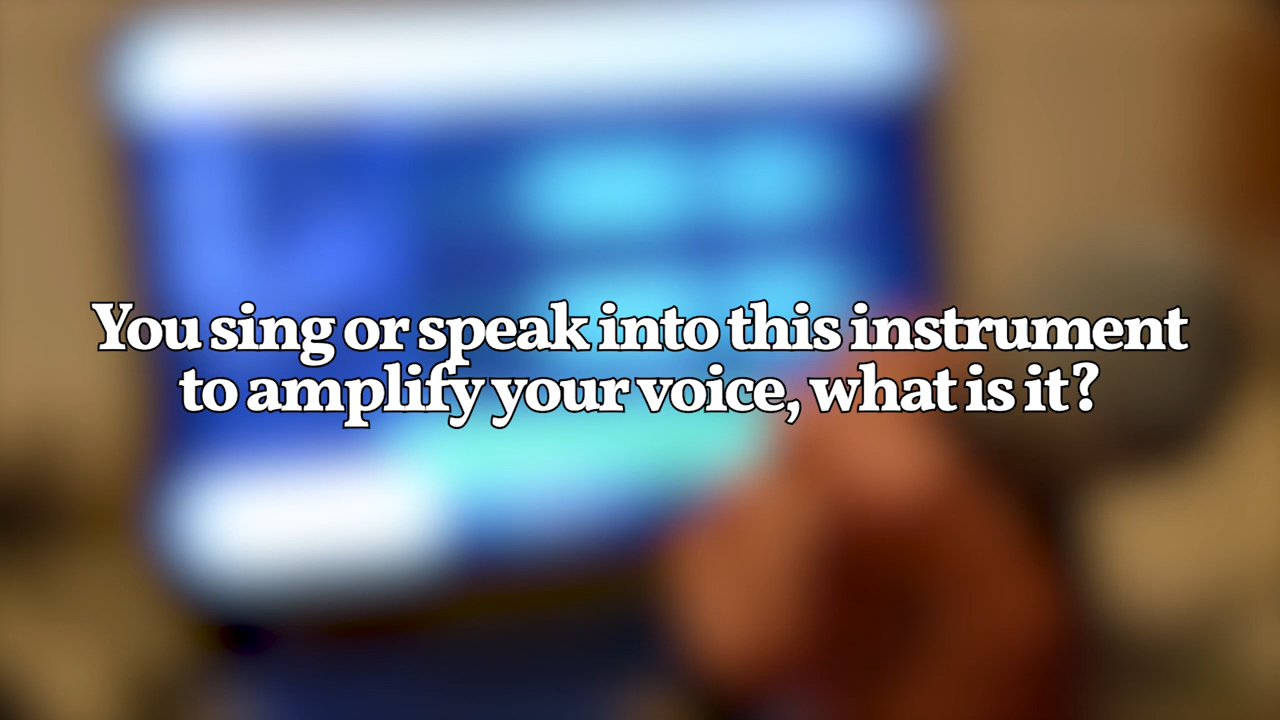 You sing or speak into this instrument
to amplify your voice, what is it?